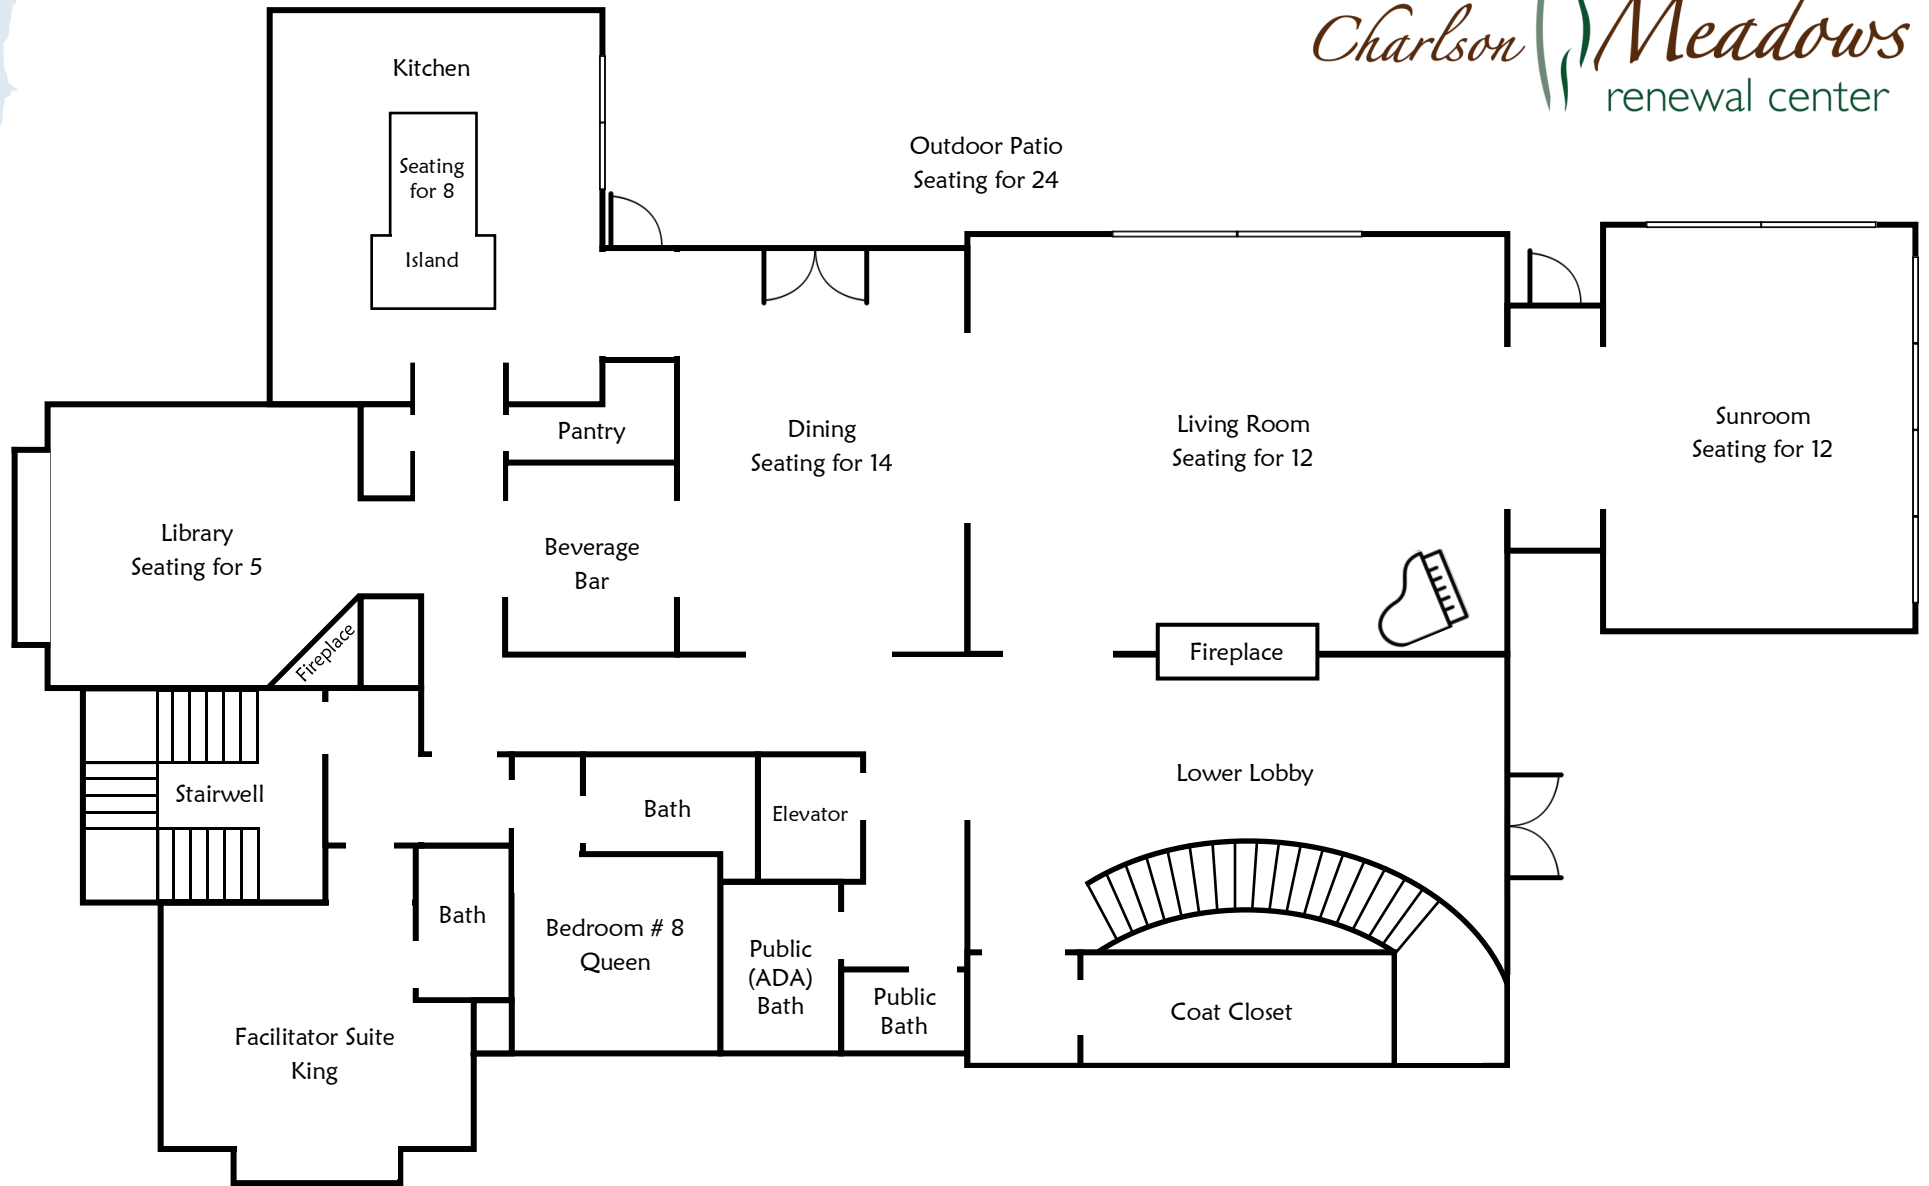 Charlson Meadows
renewal center
Kitchen
Seating
for 8
Island
Outdoor Patio
Seating for 24
Pantry
Dining
Seating for 14
Living Room
Seating for 12
Sunroom
Seating for 12
Library
Seating for 5
Beverage
Bar
Fireplace
Fireplace
Stairwell
Bath
Elevator
Lower Lobby
Bath
Bedroom # 8
Queen
Public
(ADA)
Bath
Public
Bath
Coat Closet
Facilitator Suite
King